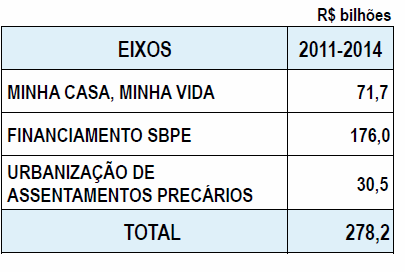 R$ bilhões
EIXOS 2011-2014
MINHA CASA, MINHA VIDA 71,7
FINANCIAMENTO SBPE 176,0
URBANIZAÇÃO DE
ASSENTAMENTOS PRECÁRIOS 30,5
TOTAL 278,2